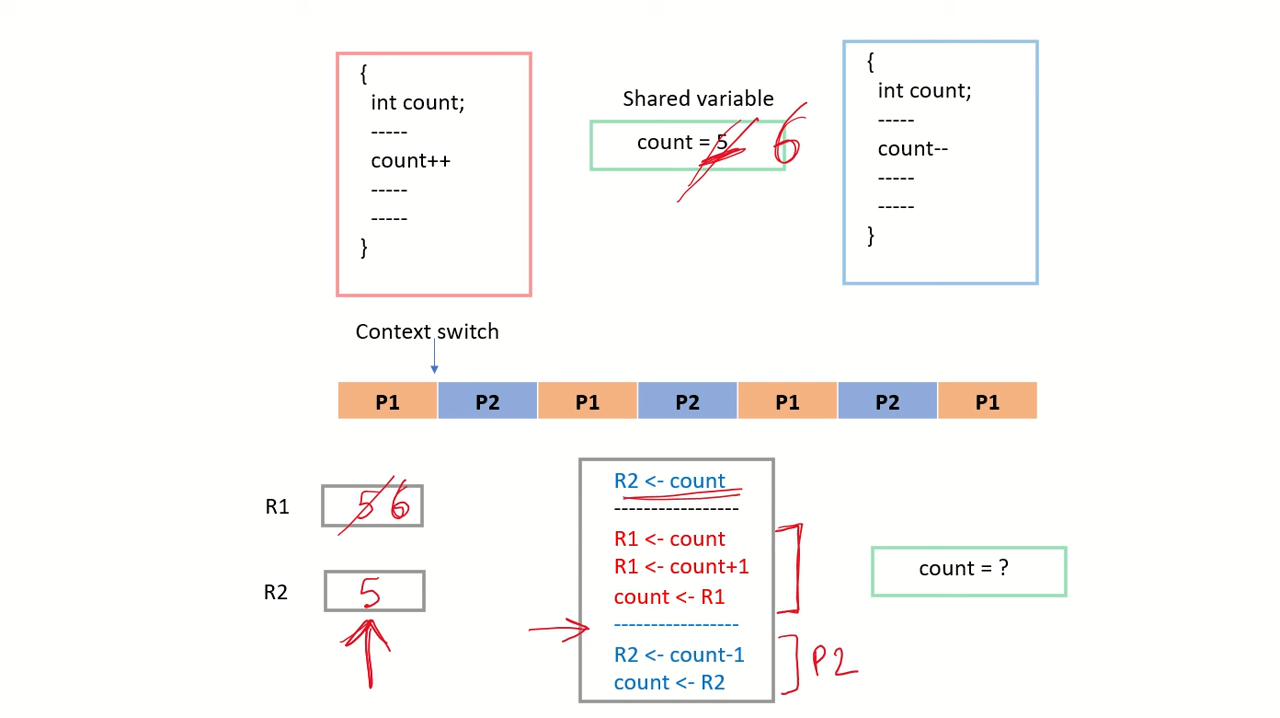 {
int count;
-----
count++
-----
-----
}
Shared variable
count = 5 6
{
int count;
-----
count--
-----
-----
}
Context switch
P1 P2 P1 P2 P1 P2 P1
R1 5 6
R2 5
R2 <- count
-----------------
R1 <- count
R1 <- count+1
count <- R1
-----------------
R2 <- count-1
count <- R2
P2
count = ?